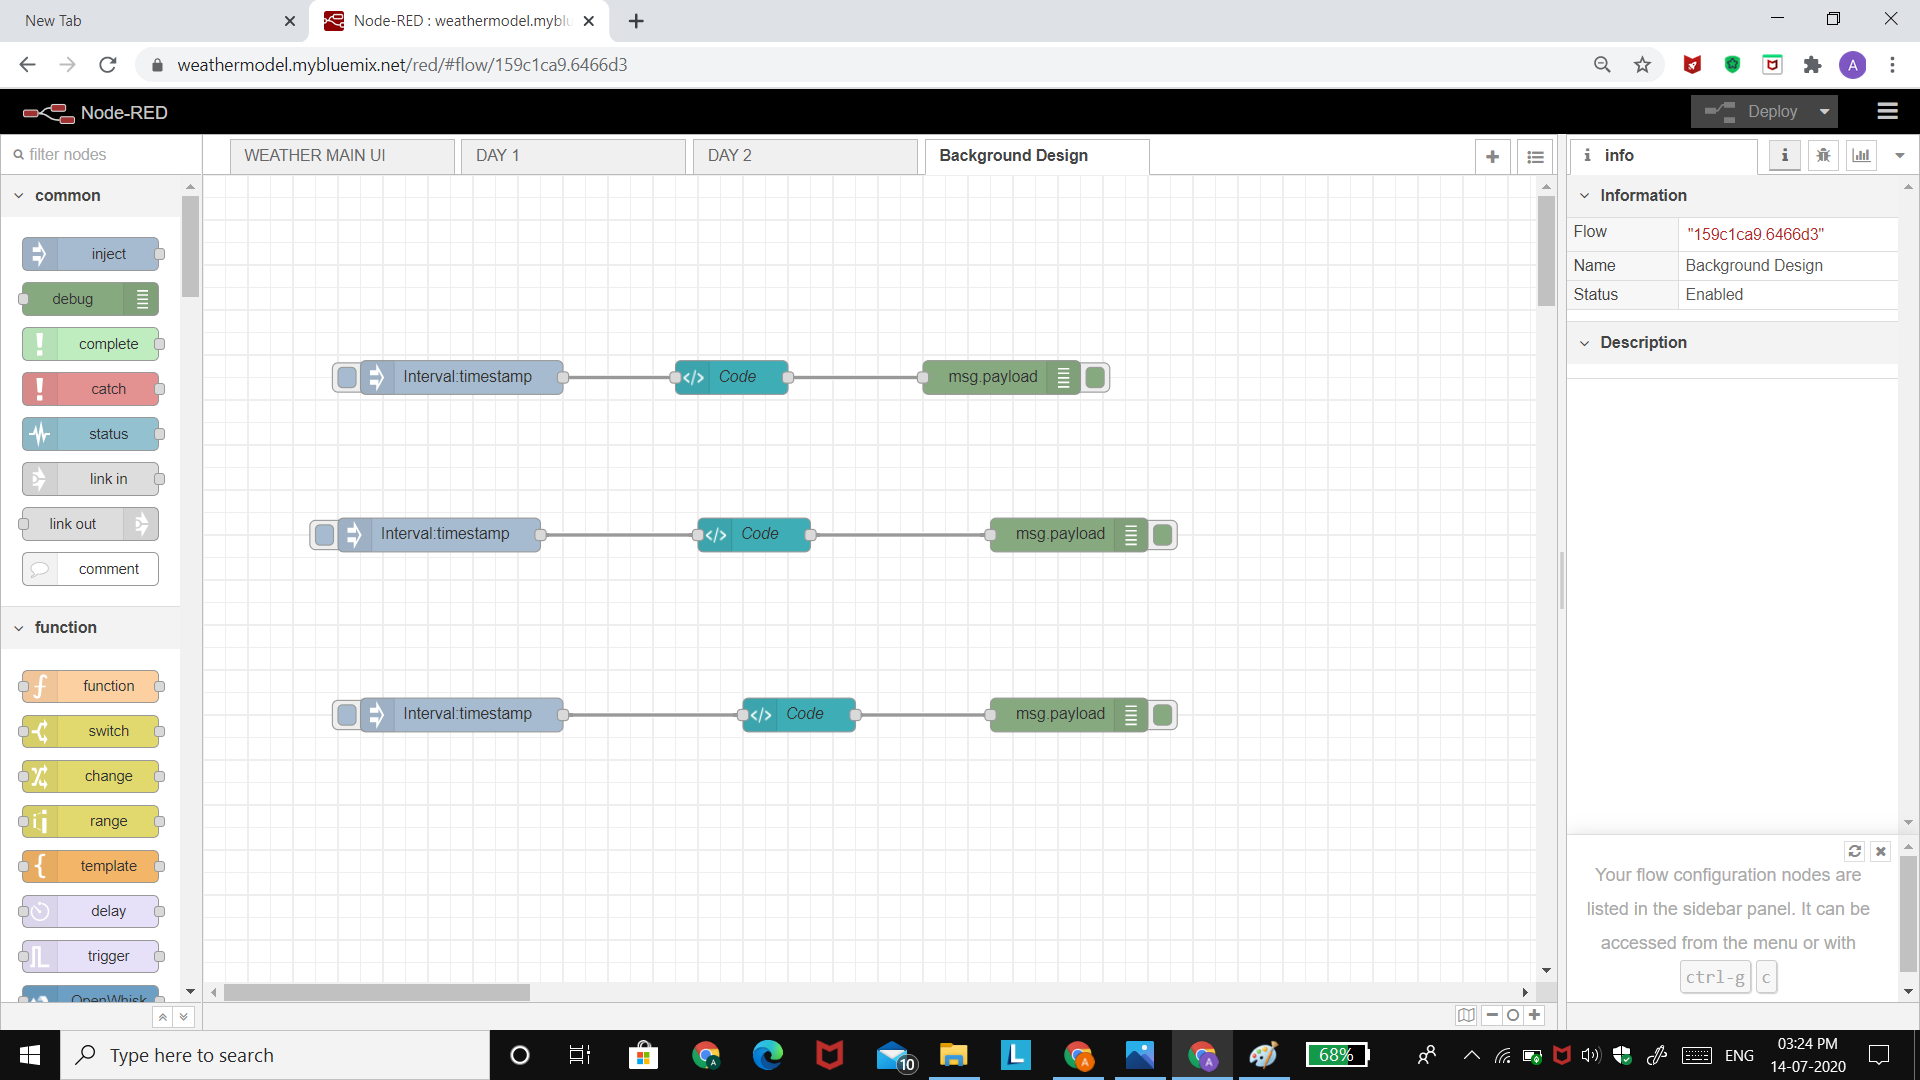 New Tab
Node-RED : weathermodel.myblu
weathermodel.mybluemix.net/red/#flow/159c1ca9.6466d3
A
Node-RED
Deploy
filter nodes
WEATHER MAIN UI
DAY 1
DAY 2
Background Design
info
common
inject
debug
complete
catch
status
link in
link out
comment
function
function
switch
change
range
template
delay
trigger
OpenWhisk
Interval:timestamp
Code
msg.payload
Interval:timestamp
Code
msg.payload
Interval:timestamp
Code
msg.payload
Information
Flow "159c1ca9.6466d3"
Name Background Design
Status Enabled
Description
Your flow configuration nodes are
listed in the sidebar panel. It can be
accessed from the menu or with
ctrl-g c
Type here to search
10
68%
ENG
03:24 PM
14-07-2020